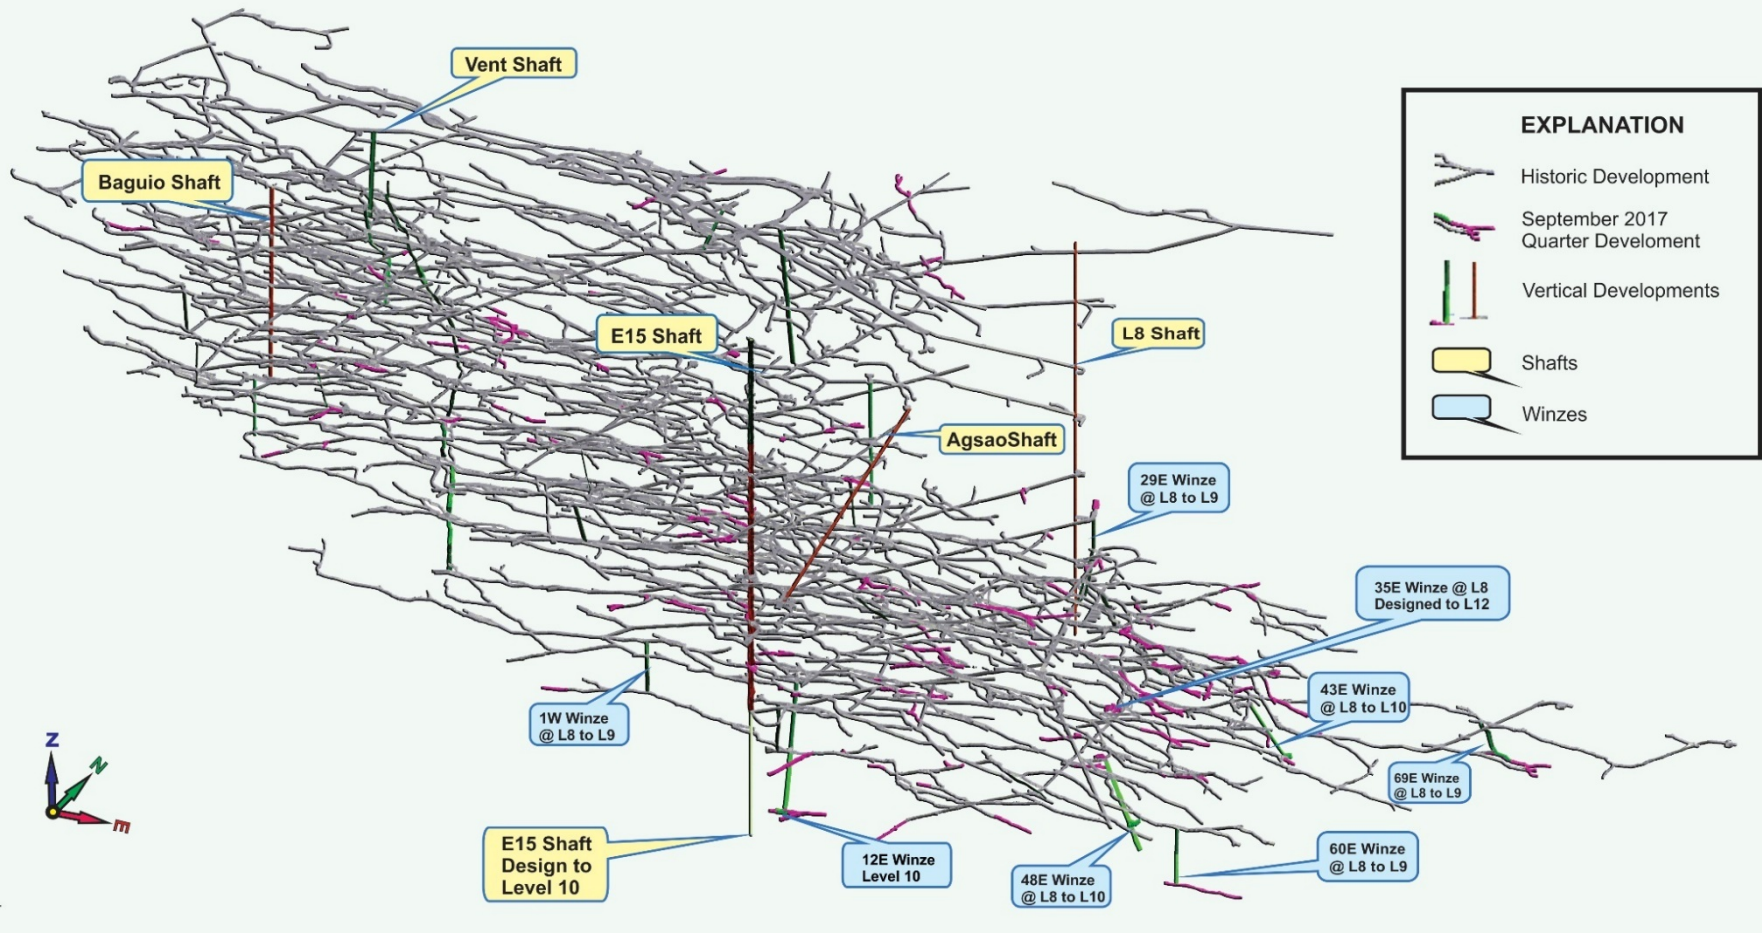 Vent Shaft
EXPLANATION
Historic Development
September 2017
Quarter Develoment
Vertical Developments
Shafts
Winzes
Baguio Shaft
E15 Shaft
L8 Shaft
AgsaoShaft
29E Winze
@ L8 to L9
35E Winze @ L8
Designed to L12
43E Winze
@ L8 to L10
1W Winze
@ L8 to L9
69E Winze
@ L8 to L9
Z
N
E
E15 Shaft
Design to
Level 10
12E Winze
Level 10
48E Winze
@ L8 to L10
60E Winze
@ L8 to L9